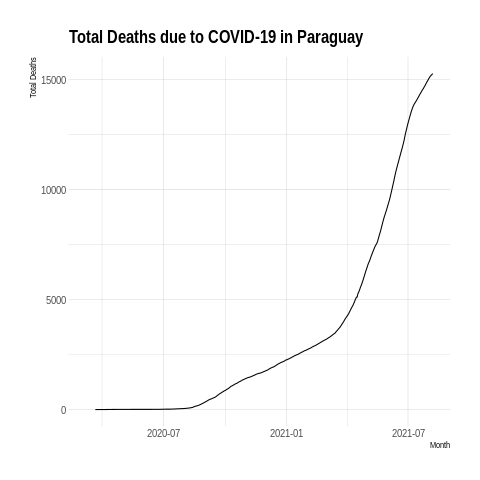 Total Deaths due to COVID-19 in Paraguay
Total Deaths
15000
10000
5000
0
2020-07 2021-01 2021-07
Month